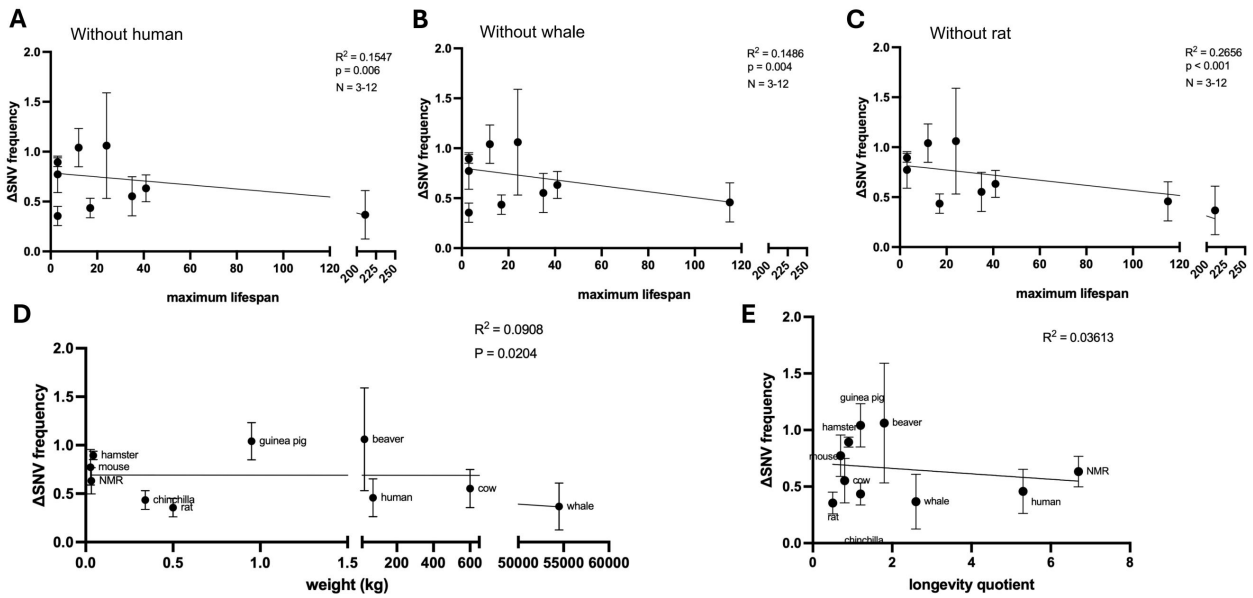 A
Without human
R² = 0.1547
p = 0.006
N = 3-12
ΔSNV frequency
2.0
1.5
1.0
0.5
0.0
0 20 40 60 80 100 120 200 225 250
maximum lifespan
B
Without whale
R² = 0.1486
p = 0.004
N = 3-12
ΔSNV frequency
2.0
1.5
1.0
0.5
0.0
0 20 40 60 80 100 120 200 225 250
maximum lifespan
C
Without rat
R² = 0.2656
p < 0.001
N = 3-12
ΔSNV frequency
2.0
1.5
1.0
0.5
0.0
0 20 40 60 80 100 120 200 225 250
maximum lifespan
D
R² = 0.0908
P = 0.0204
ΔSNV frequency
2.0
1.5
1.0
0.5
0.0
hamster
mouse
NMR
chinchilla
rat
guinea pig
beaver
human
cow
whale
0.0 0.5 1.0 1.5 200 400 600 50000 55000 60000
weight (kg)
E
R² = 0.03613
ΔSNV frequency
2.0
1.5
1.0
0.5
0.0
guinea pig
hamster
beaver
mouse
cow
NMR
whale
human
rat
chinchilla
0 2 4 6 8
longevity quotient